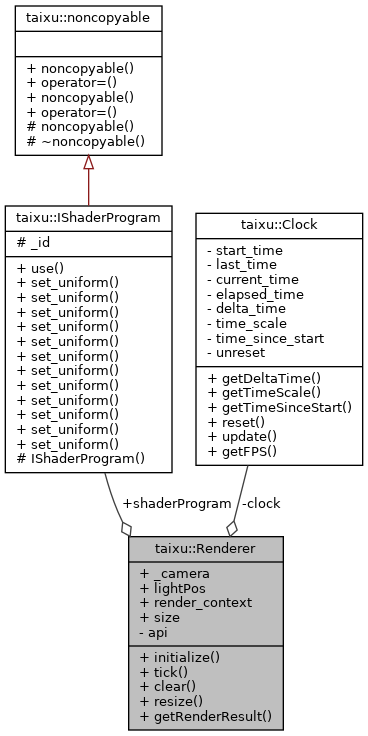 taixu::noncopyable
+ noncopyable()
+ operator=()
+ noncopyable()
+ operator=()
# noncopyable()
# ~noncopyable()
taixu::IShaderProgram
# _id
+ use()
+ set_uniform()
+ set_uniform()
+ set_uniform()
+ set_uniform()
+ set_uniform()
+ set_uniform()
+ set_uniform()
+ set_uniform()
+ set_uniform()
+ set_uniform()
+ set_uniform()
+ set_uniform()
# IShaderProgram()
taixu::Clock
- start_time
- last_time
- current_time
- elapsed_time
- delta_time
- time_scale
- time_since_start
- unreset
+ getDeltaTime()
+ getTimeScale()
+ getTimeSinceStart()
+ reset()
+ update()
+ getFPS()
+shaderProgram
-clock
taixu::Renderer
+ _camera
+ lightPos
+ render_context
+ size
- api
+ initialize()
+ tick()
+ clear()
+ resize()
+ getRenderResult()